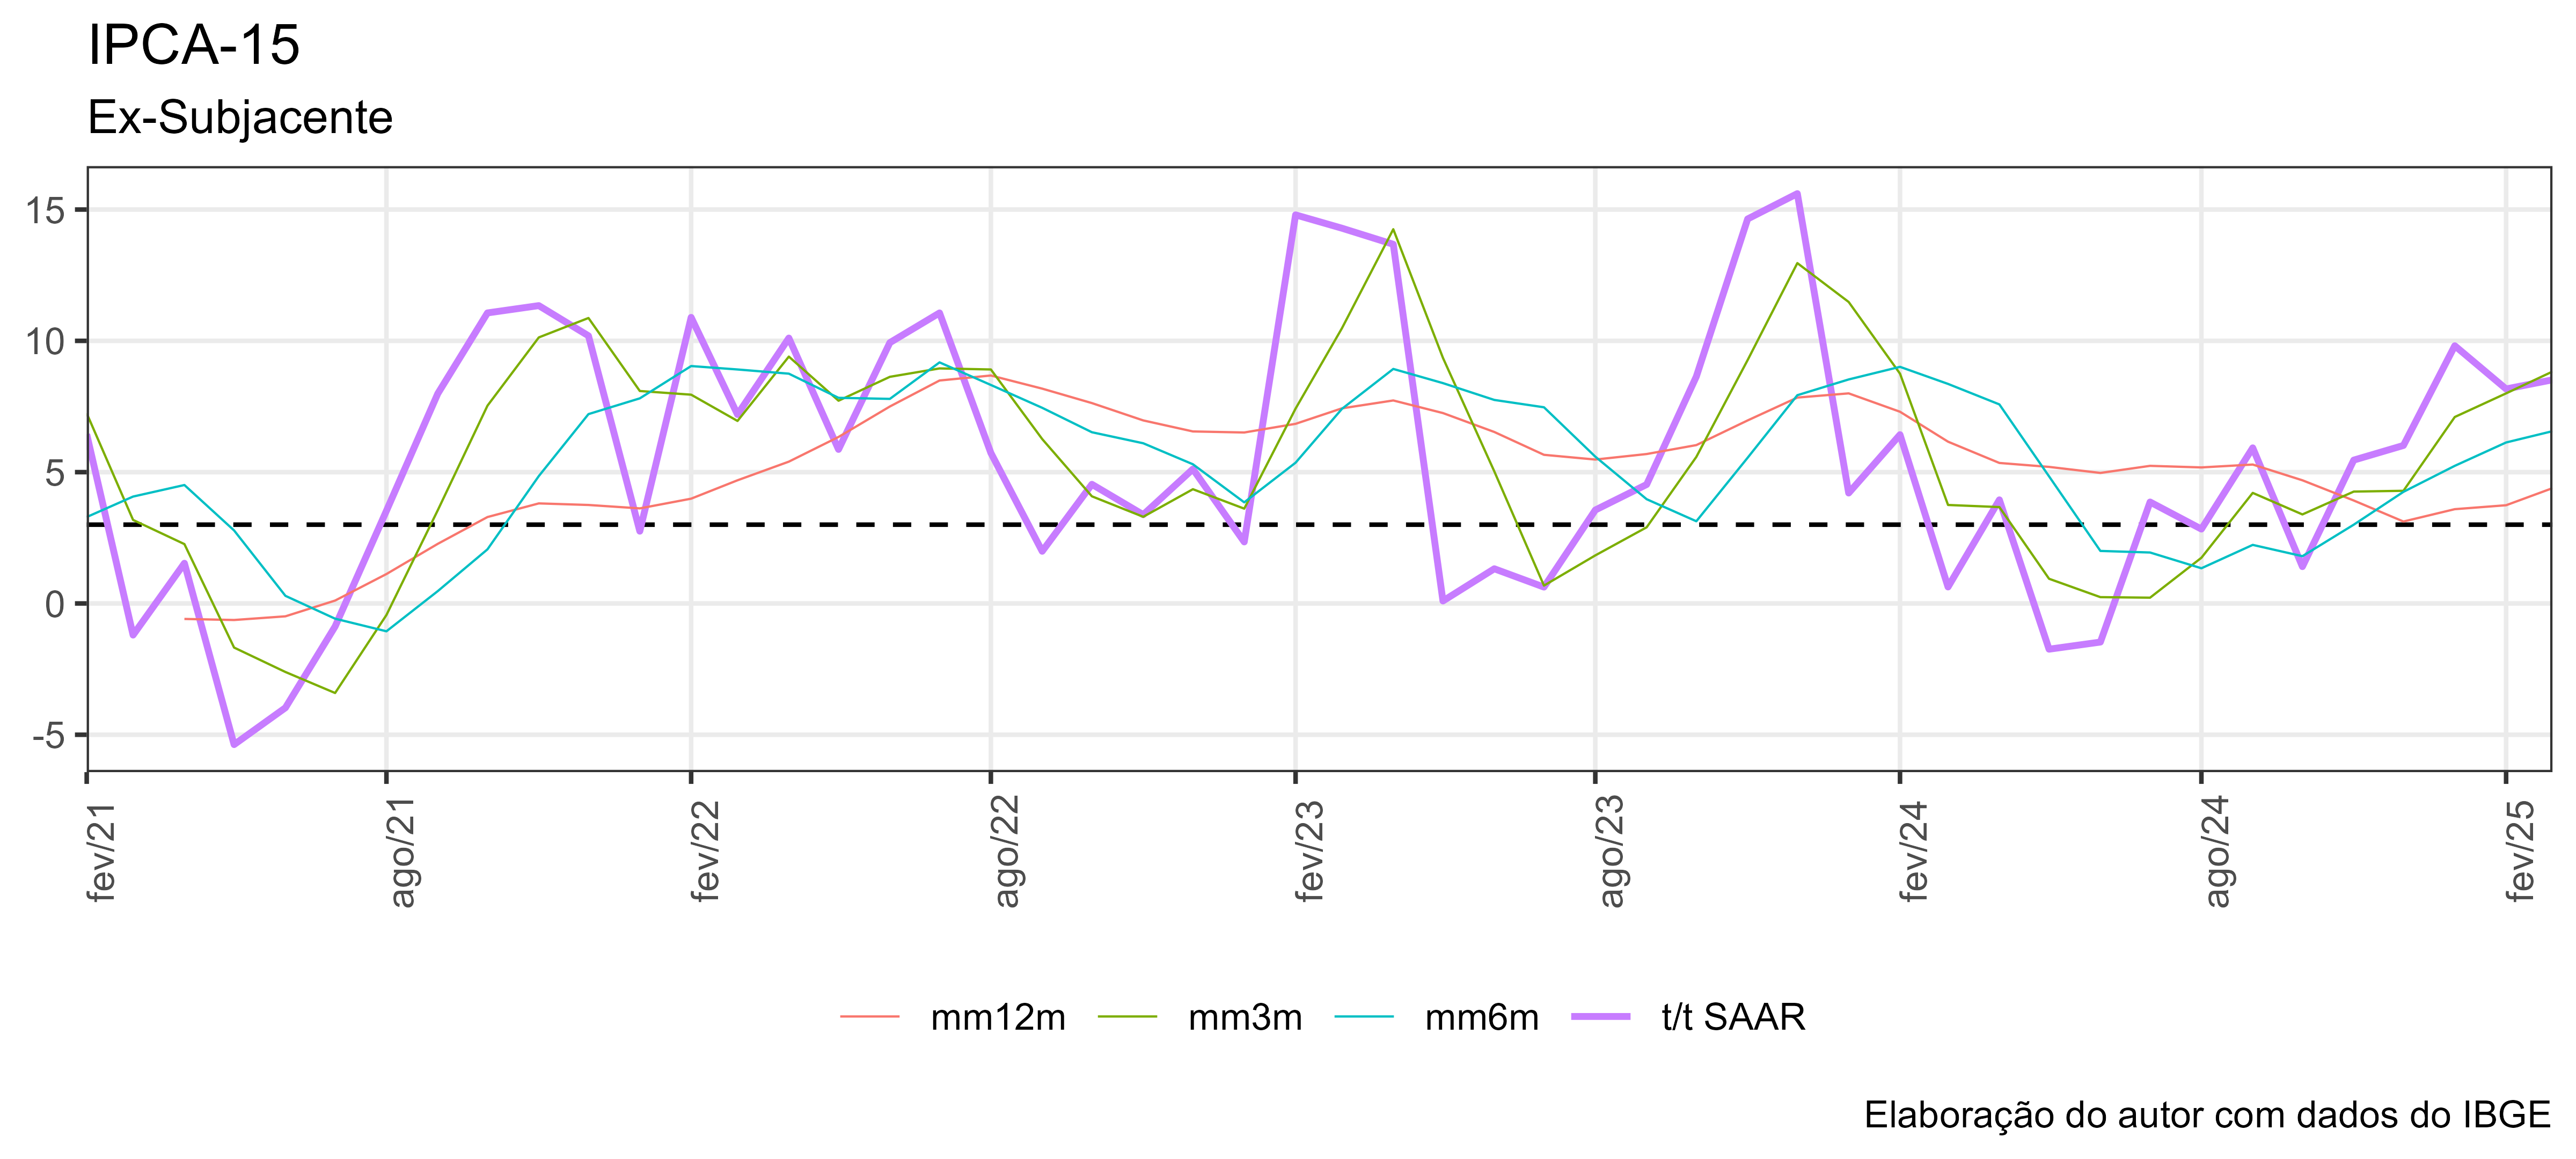 IPCA-15
Ex-Subjacente
15
10
5
0
-5
fev/21
ago/21
fev/22
ago/22
fev/23
ago/23
fev/24
ago/24
fev/25
mm12m
mm3m
mm6m
t/t SAAR
Elaboração do autor com dados do IBGE